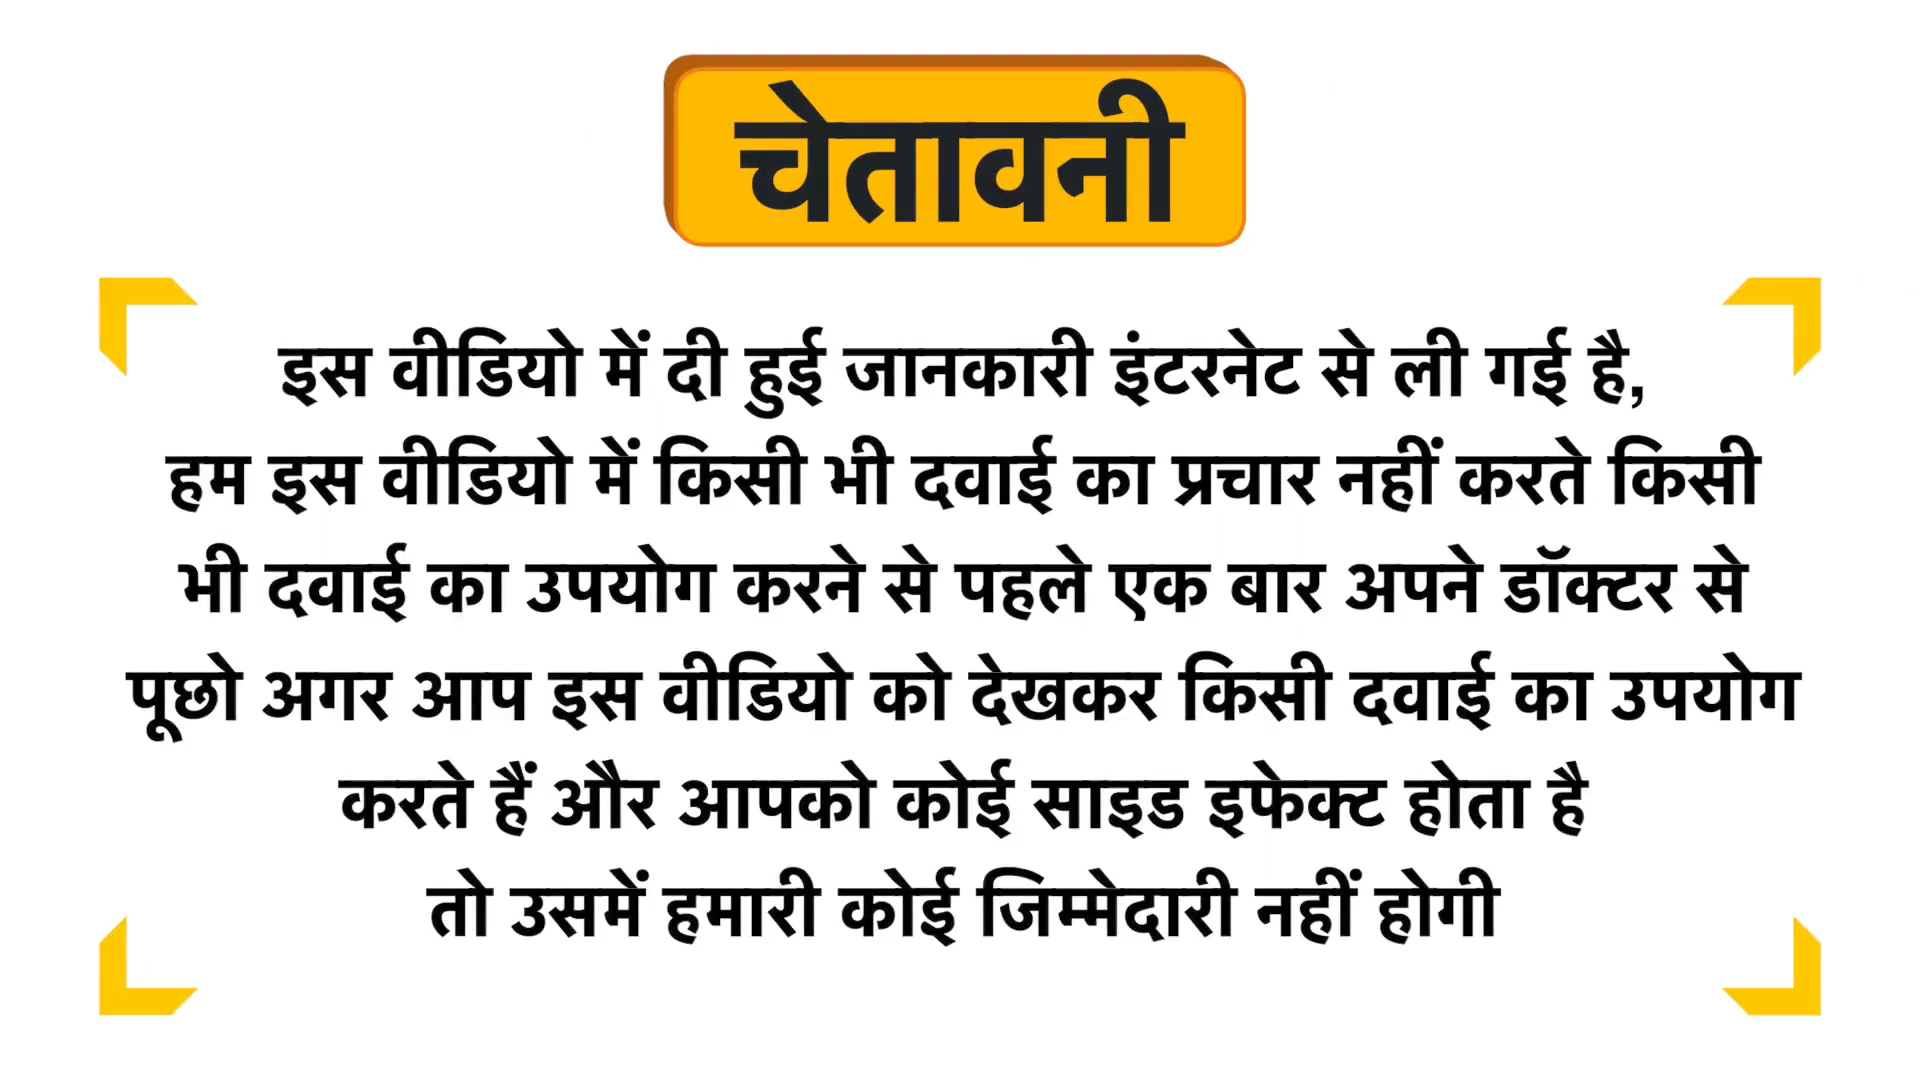 चेतावनी
इस वीडियो में दी हुई जानकारी इंटरनेट से ली गई है,
हम इस वीडियो में किसी भी दवाई का प्रचार नहीं करते किसी
भी दवाई का उपयोग करने से पहले एक बार अपने डॉक्टर से
पूछो अगर आप इस वीडियो को देखकर किसी दवाई का उपयोग
करते हैं और आपको कोई साइड इफेक्ट होता है
तो उसमें हमारी कोई जिम्मेदारी नहीं होगी